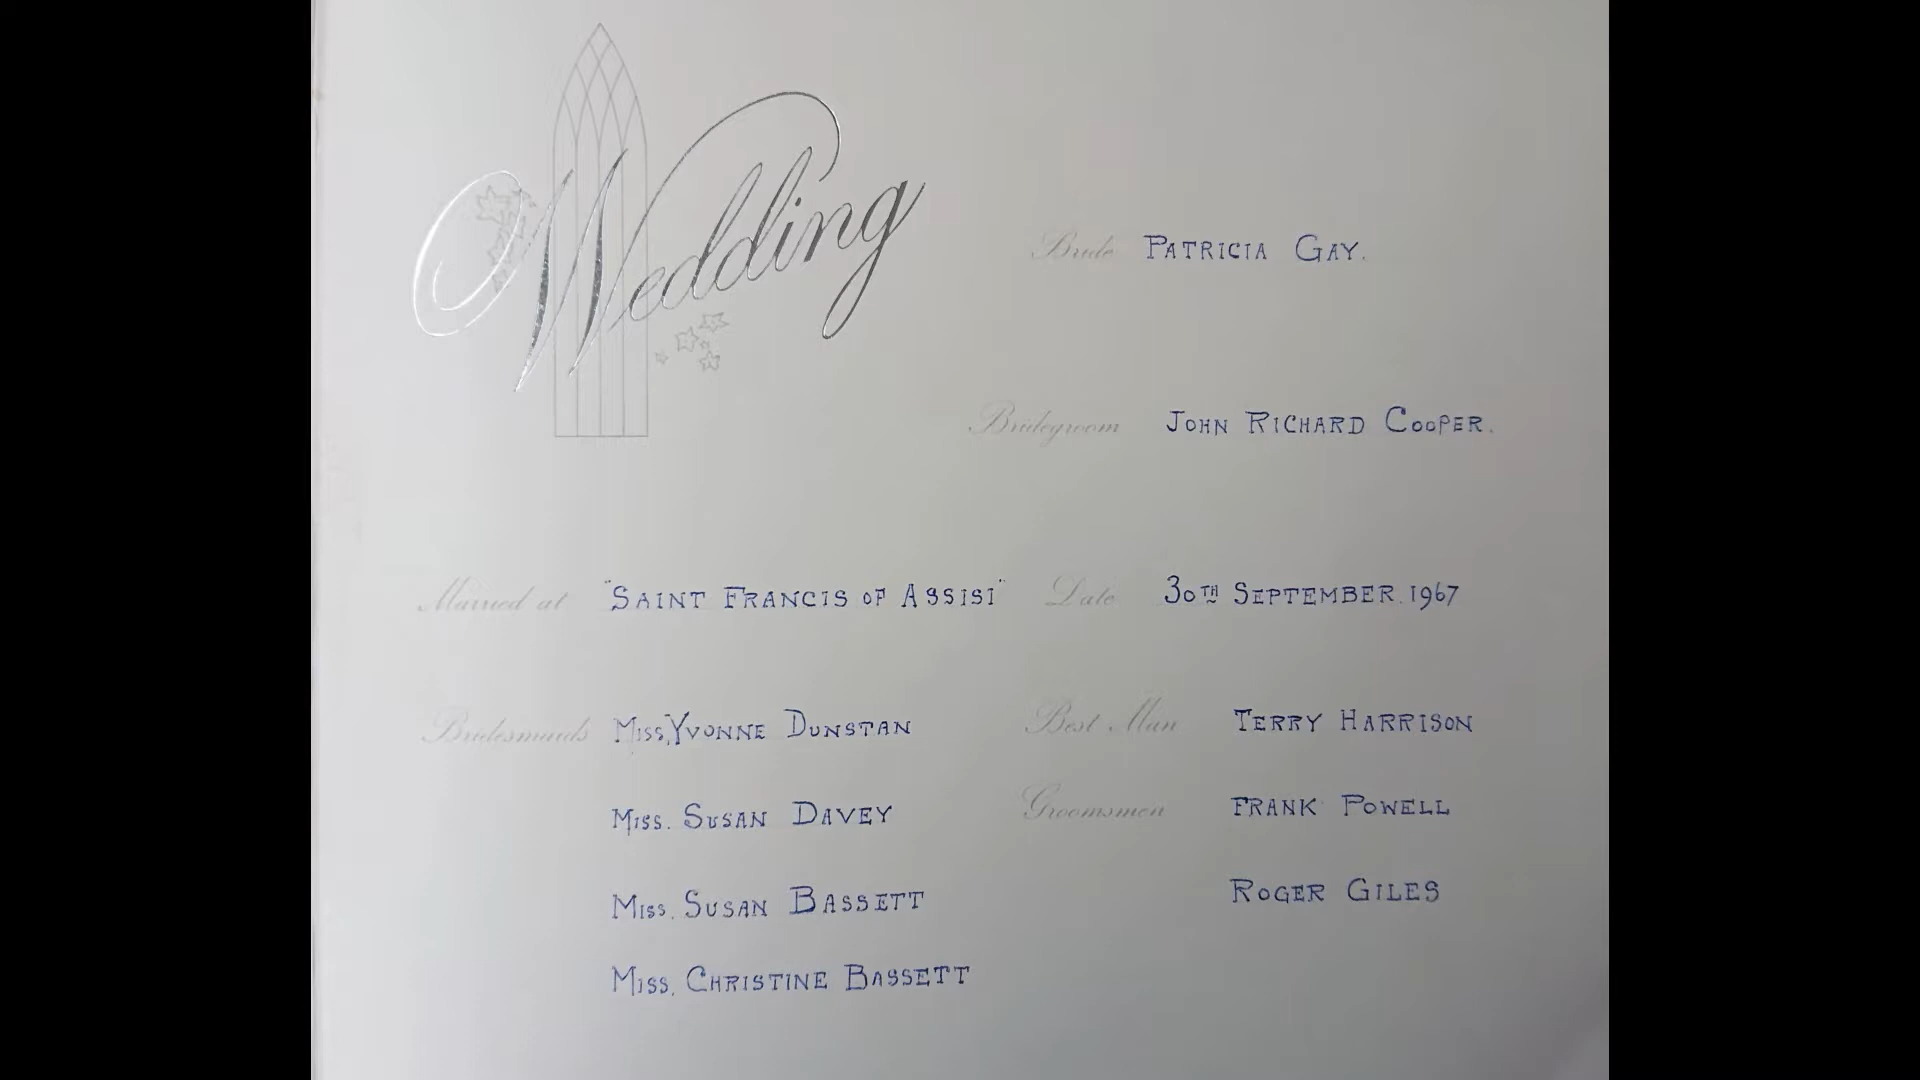 Wedding
Bride PATRICIA GAY.
Bridegroom JOHN RICHARD COOPER.
Married at "SAINT FRANCIS OF ASSISI" Date 30TH SEPTEMBER.1967
Bridesmaids MISS, YVONNE DUNSTAN Best Man TERRY HARRISON
MISS. SUSAN DAVEY Groomsmen FRANK POWELL
MISS. SUSAN BASSETT ROGER GILES
MISS. CHRISTINE BASSETT